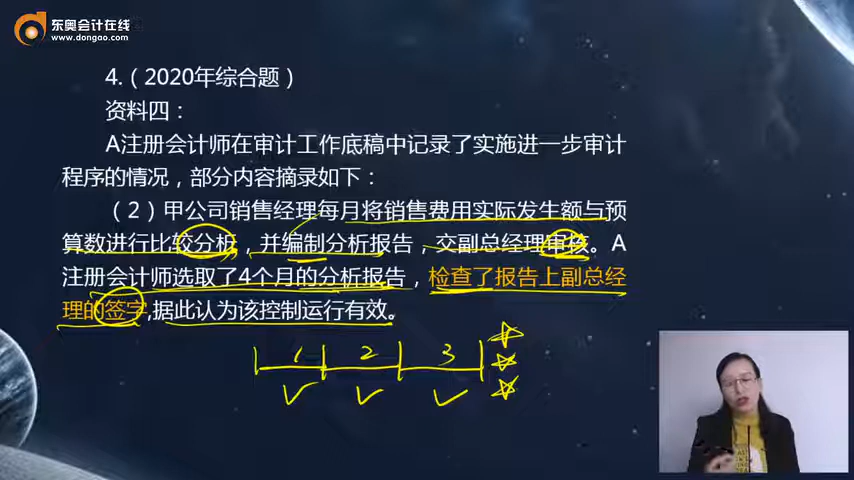 东奥会计在线
www.dongao.com
4.（2020年综合题）
资料四：
A注册会计师在审计工作底稿中记录了实施进一步审计
程序的情况，部分内容摘录如下：
（2）甲公司销售经理每月将销售费用实际发生额与预
算数进行比较分析，并编制分析报告，交副总经理审核。A
注册会计师选取了4个月的分析报告，检查了报告上副总经
理的签字,据此认为该控制运行有效。
1 2 3